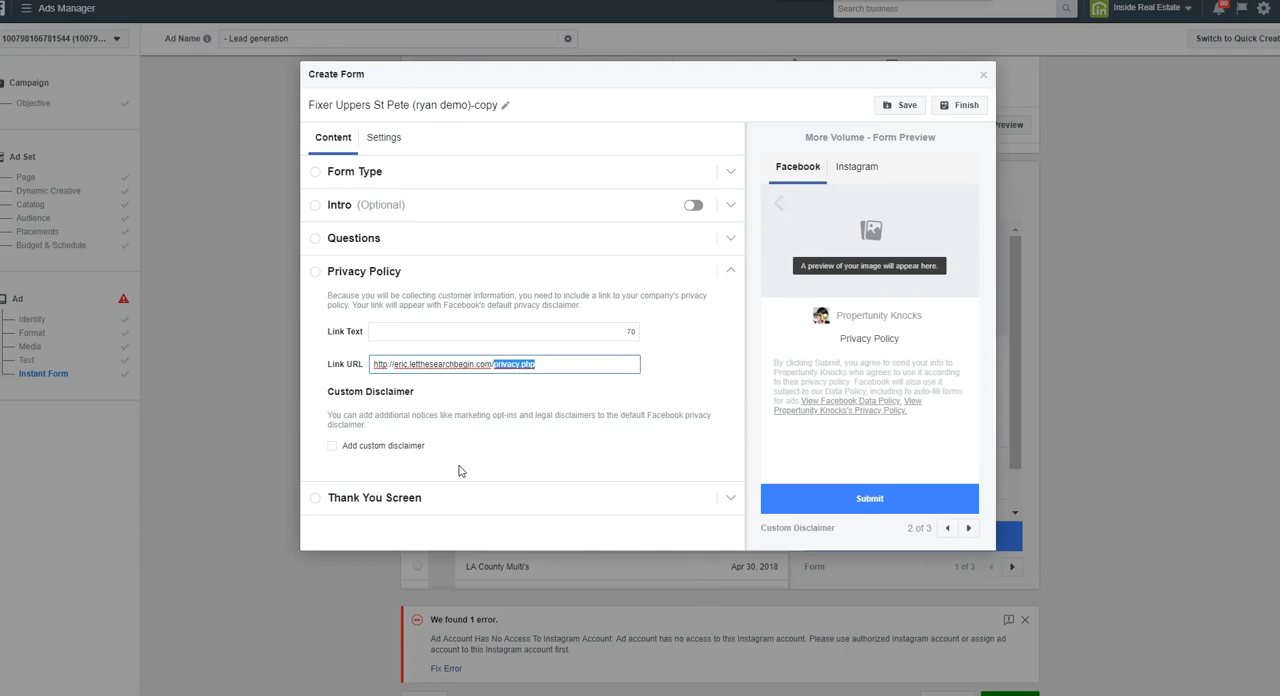 Ads Manager
Search business
Inside Real Estate
100798166781544 (10079...
Ad Name
- Lead generation
Switch to Quick Creat
Campaign
Objective
Ad Set
Page
Dynamic Creative
Catalog
Audience
Placements
Budget & Schedule
Ad
Identity
Format
Media
Text
Instant Form
Create Form
Fixer Uppers St Pete (ryan demo)-copy
Save
Finish
Content
Settings
Form Type
Intro (Optional)
Questions
Privacy Policy
Because you will be collecting customer information, you need to include a link to your company's privacy
policy. Your link will appear with Facebook's default privacy disclaimer.
Link Text
70
Link URL
http://eric.letthesearchbegin.com/privacy.php
Custom Disclaimer
You can add additional notices like marketing opt-ins and legal disclaimers to the default Facebook privacy
disclaimer.
Add custom disclaimer
Thank You Screen
More Volume - Form Preview
Facebook
Instagram
A preview of your image will appear here.
Propertunity Knocks
Privacy Policy
By clicking Submit, you agree to send your info to
Propertunity Knocks who agrees to use it according
to their privacy policy. Facebook will also use it
subject to our Data Policy, including to auto-fill forms
for ads. View Facebook Data Policy. View
Propertunity Knocks's Privacy Policy.
Submit
Custom Disclaimer
2 of 3
review
LA County Multi's
Apr 30, 2018
Form
1 of 3
We found 1 error.
Ad Account Has No Access To Instagram Account: Ad account has no access to this Instagram account. Please use authorized Instagram account or assign ad
account to this Instagram account first.
Fix Error